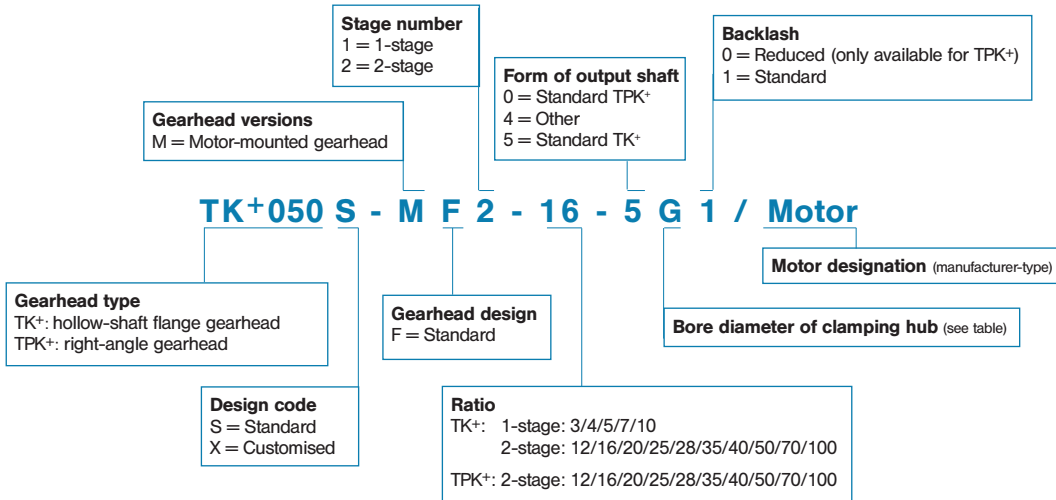 Stage number
1 = 1-stage
2 = 2-stage
Backlash
0 = Reduced (only available for TPK+)
1 = Standard
Form of output shaft
0 = Standard TPK+
4 = Other
5 = Standard TK+
Gearhead versions
M = Motor-mounted gearhead
TK+050 S - M F 2 - 16 - 5 G 1 / Motor
Motor designation (manufacturer-type)
Gearhead type
TK+: hollow-shaft flange gearhead
TPK+: right-angle gearhead
Gearhead design
F = Standard
Bore diameter of clamping hub (see table)
Design code
S = Standard
X = Customised
Ratio
TK+: 1-stage: 3/4/5/7/10
2-stage: 12/16/20/25/28/35/40/50/70/100
TPK+: 2-stage: 12/16/20/25/28/35/40/50/70/100